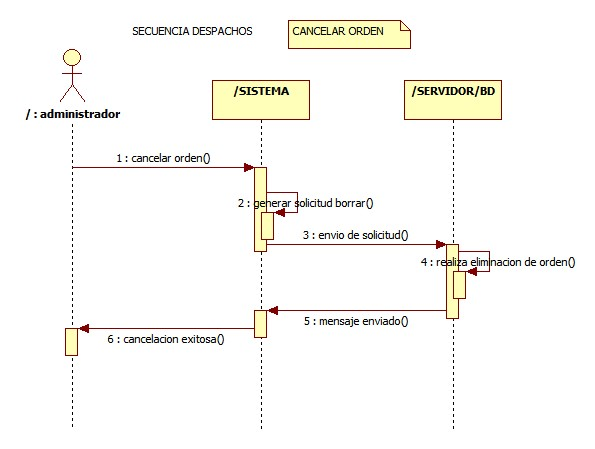 SECUENCIA DESPACHOS
CANCELAR ORDEN
/ : administrador
/SISTEMA
/SERVIDOR/BD
1 : cancelar orden()
2 : generar solicitud borrar()
3 : envio de solicitud()
4 : realiza eliminacion de orden()
5 : mensaje enviado()
6 : cancelacion exitosa()